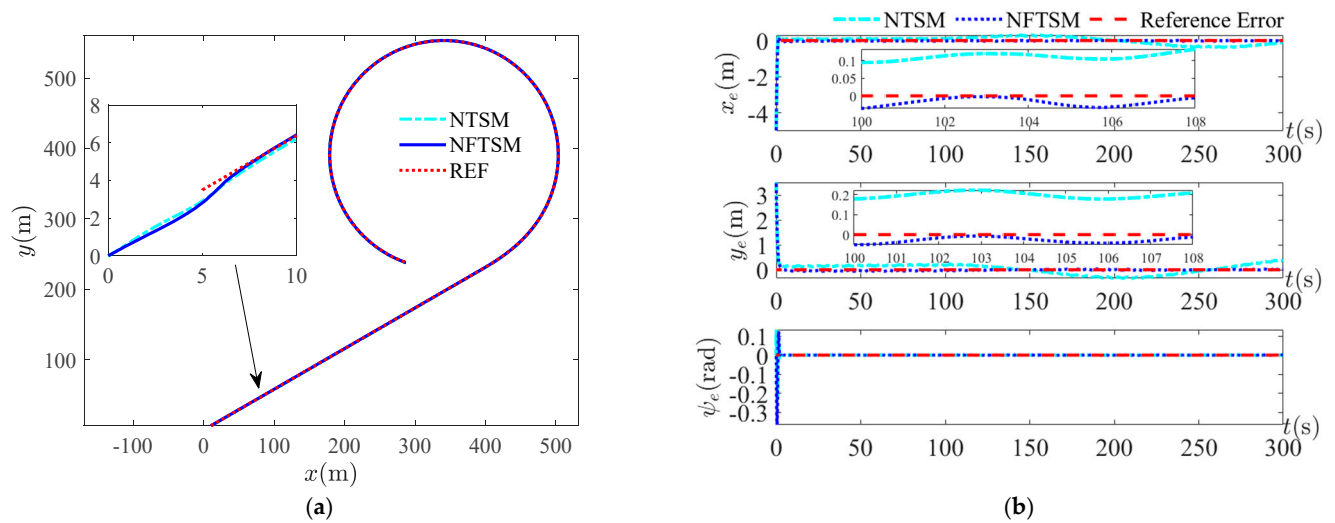 NTSM NFTSM Reference Error
500
400
300
200
100
-100 0 100 200 300 400 500
y(m)
x(m)
8
6
4
2
0
0 5 10
NTSM
NFTSM
REF
(a)
0
-2
-4
x_e(m)
0.1
0.05
0
100 102 104 106 108
0 50 100 150 200 250 300
t(s)
3
2
1
0
y_e(m)
0.2
0.1
0
100 101 102 103 104 105 106 107 108
0 50 100 150 200 250 300
t(s)
0.1
0
-0.1
-0.2
-0.3
ψ_e(rad)
0 50 100 150 200 250 300
t(s)
(b)